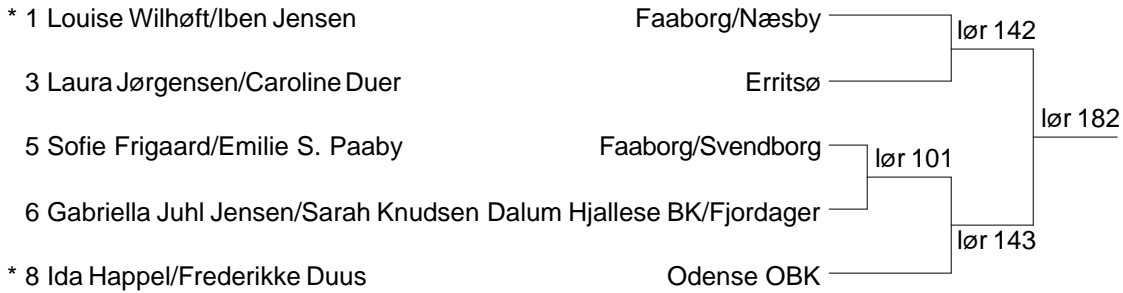 * 1 Louise Wilhøft/Iben Jensen Faaborg/Næsby
lør 142
3 Laura Jørgensen/Caroline Duer Erritsø
lør 182
5 Sofie Frigaard/Emilie S. Paaby Faaborg/Svendborg
lør 101
6 Gabriella Juhl Jensen/Sarah Knudsen Dalum Hjallese BK/Fjordager
lør 143
* 8 Ida Happel/Frederikke Duus Odense OBK